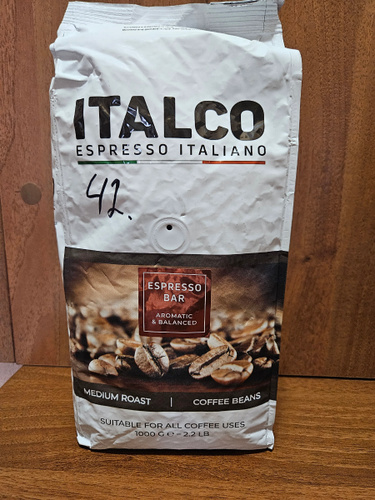 ITALCO
ESPRESSO ITALIANO
42.
ESPRESSO
BAR
AROMATIC
& BALANCED
MEDIUM ROAST | COFFEE BEANS
SUITABLE FOR ALL COFFEE USES
1000 G ℮ – 2.2 LB